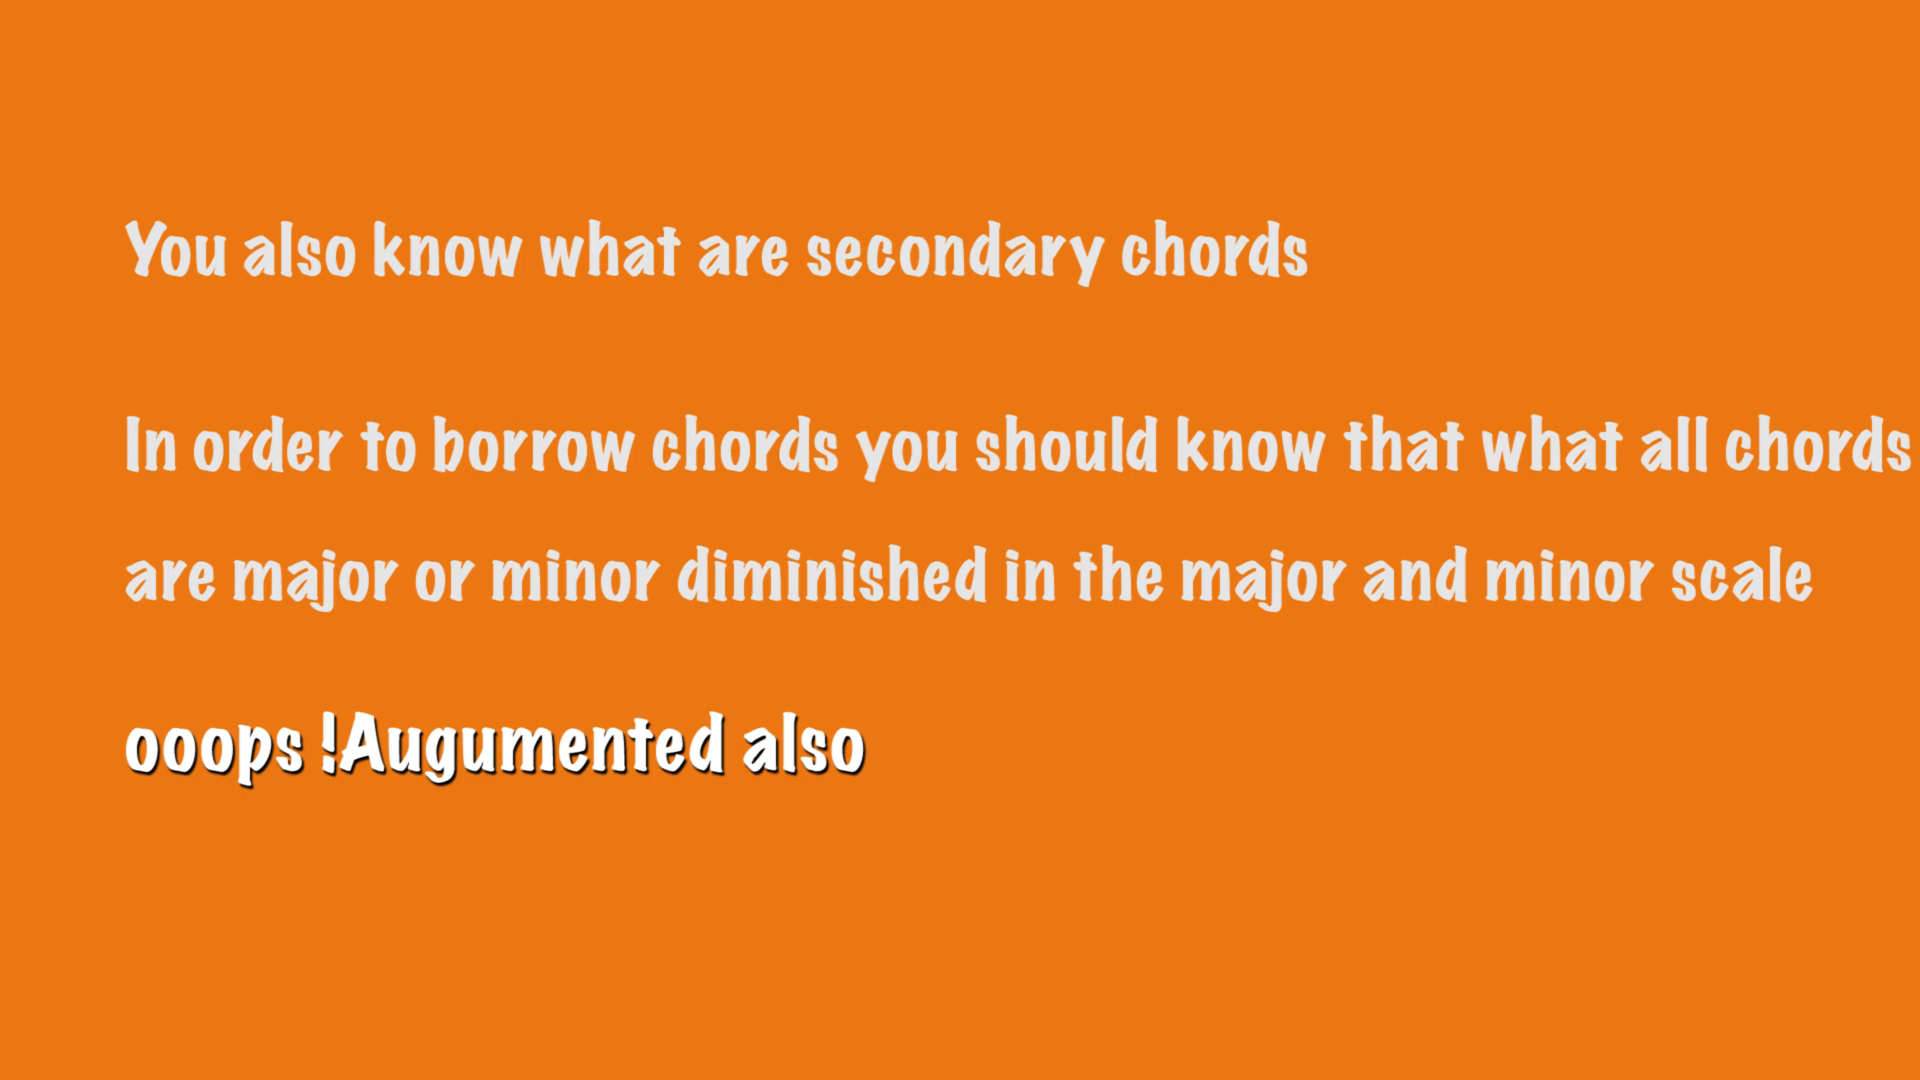 You also know what are secondary chords
In order to borrow chords you should know that what all chords
are major or minor diminished in the major and minor scale
ooops !Augumented also